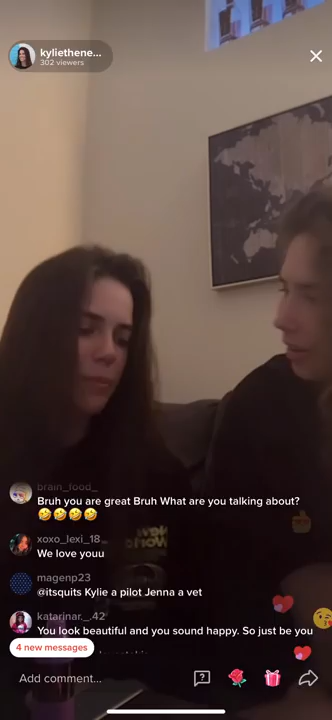 kyliethene...
302 viewers
brain_food_
Bruh you are great Bruh What are you talking about?
🤣🤣🤣🤣
xoxo_lexi_18_
We love youu
magenp23
@itsquits Kylie a pilot Jenna a vet
katarinar._.42
You look beautiful and you sound happy. So just be you
4 new messages
Add comment...